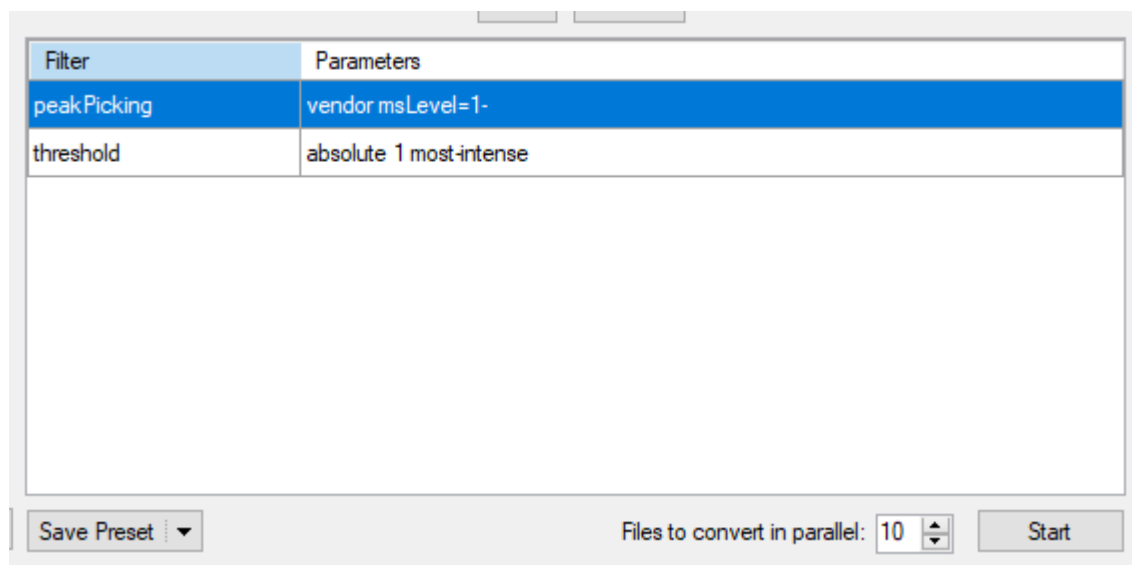 Filter Parameters
peakPicking vendor msLevel=1-
threshold absolute 1 most-intense
Save Preset Files to convert in parallel: 10 Start